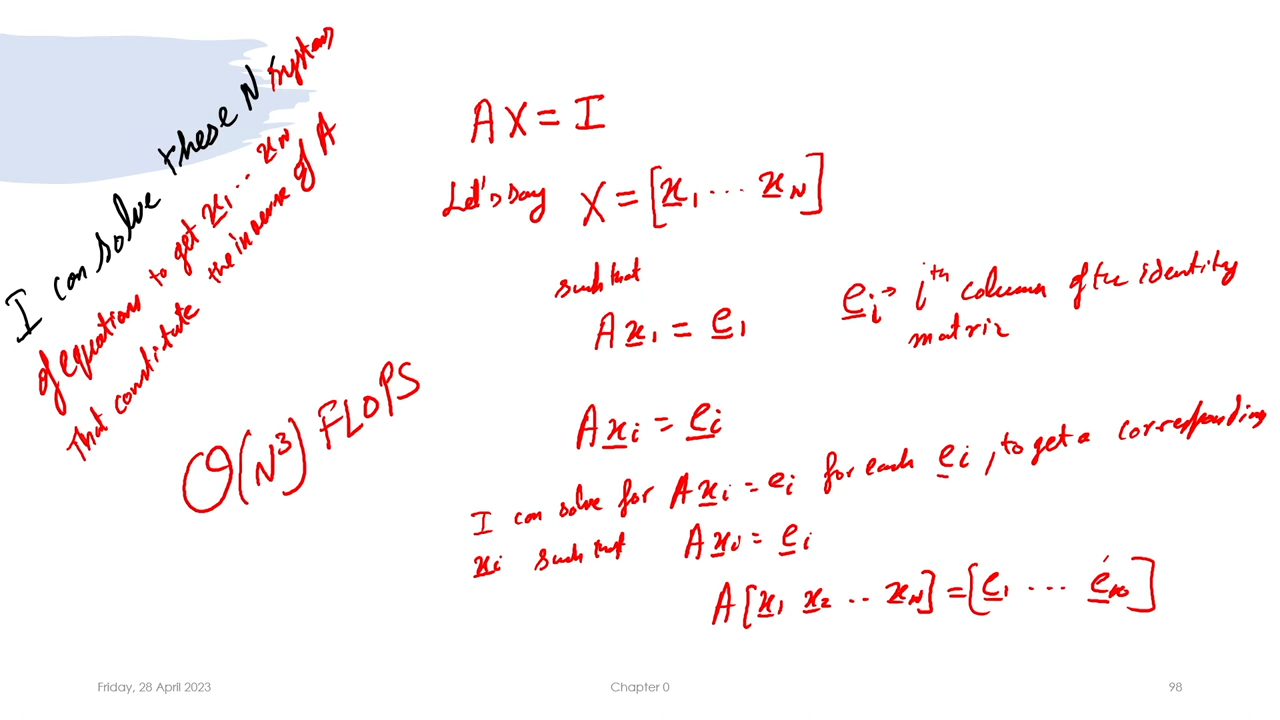 I can solve these N systems
of equations to get x1 ... xN
That constitute the inverse of A
O(N³) FLOPS
AX = I
Let's say X = [x1 ... xN]
such that
Ax1 = e1
ei → ith column of the identity
matrix
Axi = ei
I can solve for Axi = ei for each ei, to get a corresponding
xi such that Axi = ei
A[x1 x2 .. xN] = [e1 ... eN]
Friday, 28 April 2023
Chapter 0
98